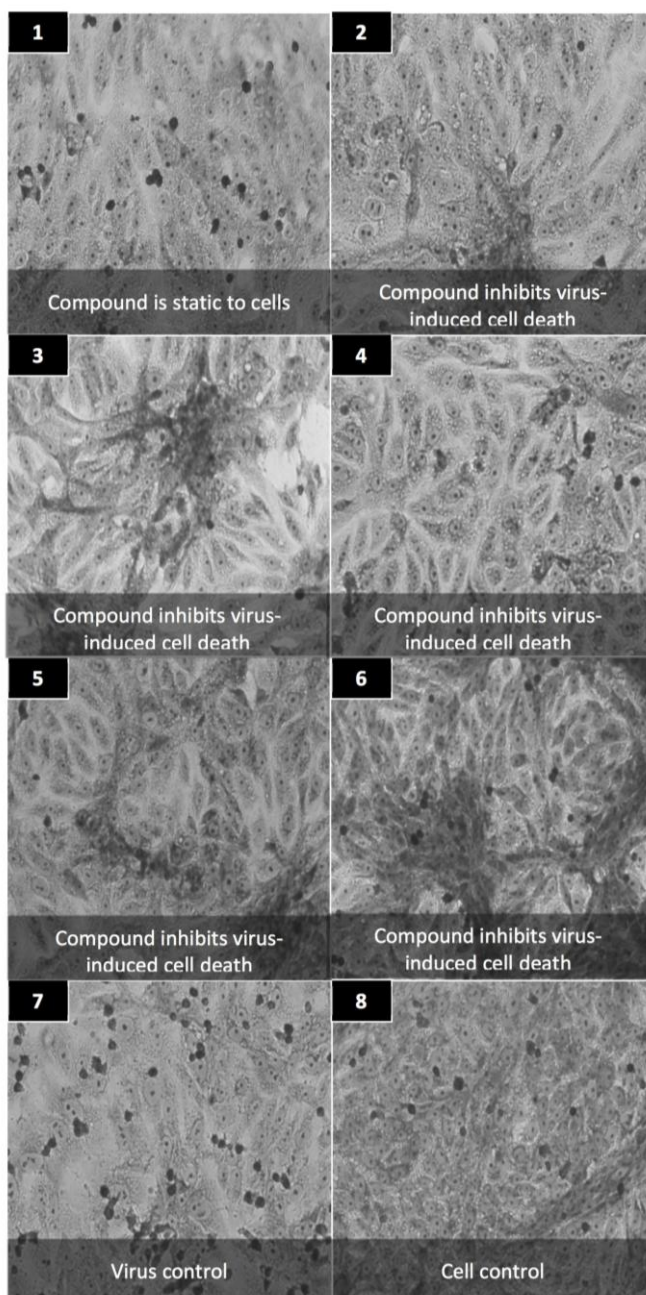 1
2
Compound is static to cells
Compound inhibits virus-
induced cell death
3
4
Compound inhibits virus-
induced cell death
Compound inhibits virus-
induced cell death
5
6
Compound inhibits virus-
induced cell death
Compound inhibits virus-
induced cell death
7
8
Virus control
Cell control